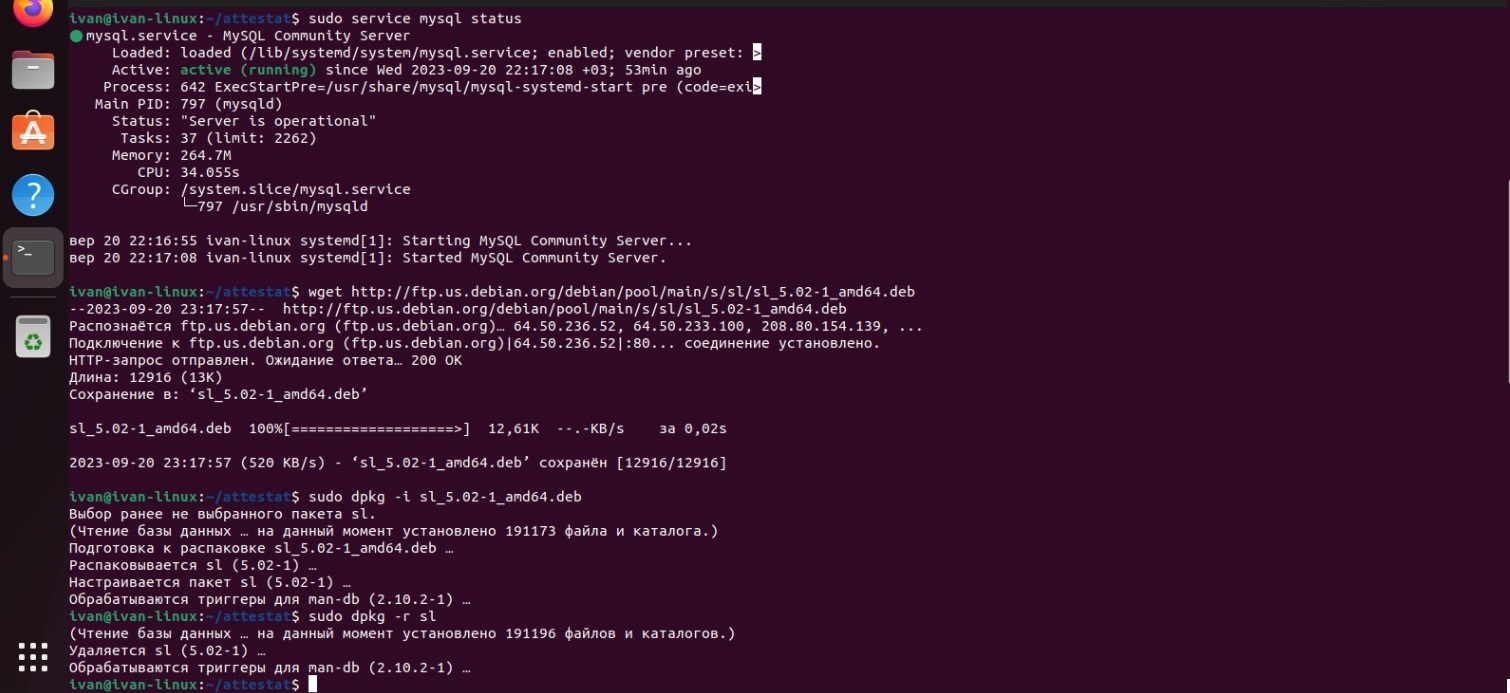 ivan@ivan-linux:~/attestat$ sudo service mysql status
mysql.service - MySQL Community Server
Loaded: loaded (/lib/systemd/system/mysql.service; enabled; vendor preset: >
Active: active (running) since Wed 2023-09-20 22:17:08 +03; 53min ago
Process: 642 ExecStartPre=/usr/share/mysql/mysql-systemd-start pre (code=exi>
Main PID: 797 (mysqld)
Status: "Server is operational"
Tasks: 37 (limit: 2262)
Memory: 264.7M
CPU: 34.055s
CGroup: /system.slice/mysql.service
└─797 /usr/sbin/mysqld
вер 20 22:16:55 ivan-linux systemd[1]: Starting MySQL Community Server...
вер 20 22:17:08 ivan-linux systemd[1]: Started MySQL Community Server.
ivan@ivan-linux:~/attestat$ wget http://ftp.us.debian.org/debian/pool/main/s/sl/sl_5.02-1_amd64.deb
--2023-09-20 23:17:57--  http://ftp.us.debian.org/debian/pool/main/s/sl/sl_5.02-1_amd64.deb
Распознаётся ftp.us.debian.org (ftp.us.debian.org)… 64.50.236.52, 64.50.233.100, 208.80.154.139, ...
Подключение к ftp.us.debian.org (ftp.us.debian.org)|64.50.236.52|:80... соединение установлено.
HTTP-запрос отправлен. Ожидание ответа… 200 OK
Длина: 12916 (13K)
Сохранение в: ‘sl_5.02-1_amd64.deb’
sl_5.02-1_amd64.deb  100%[===================>]  12,61K  --.-KB/s    за 0,02s
2023-09-20 23:17:57 (520 KB/s) - ‘sl_5.02-1_amd64.deb’ сохранён [12916/12916]
ivan@ivan-linux:~/attestat$ sudo dpkg -i sl_5.02-1_amd64.deb
Выбор ранее не выбранного пакета sl.
(Чтение базы данных … на данный момент установлено 191173 файла и каталога.)
Подготовка к распаковке sl_5.02-1_amd64.deb …
Распаковывается sl (5.02-1) …
Настраивается пакет sl (5.02-1) …
Обрабатываются триггеры для man-db (2.10.2-1) …
ivan@ivan-linux:~/attestat$ sudo dpkg -r sl
(Чтение базы данных … на данный момент установлено 191196 файлов и каталогов.)
Удаляется sl (5.02-1) …
Обрабатываются триггеры для man-db (2.10.2-1) …
ivan@ivan-linux:~/attestat$